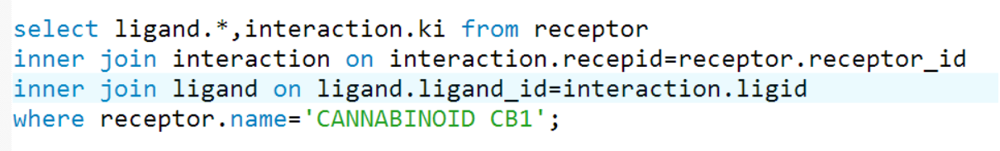 select ligand.*,interaction.ki from receptor
inner join interaction on interaction.recepid=receptor.receptor_id
inner join ligand on ligand.ligand_id=interaction.ligid
where receptor.name='CANNABINOID CB1';